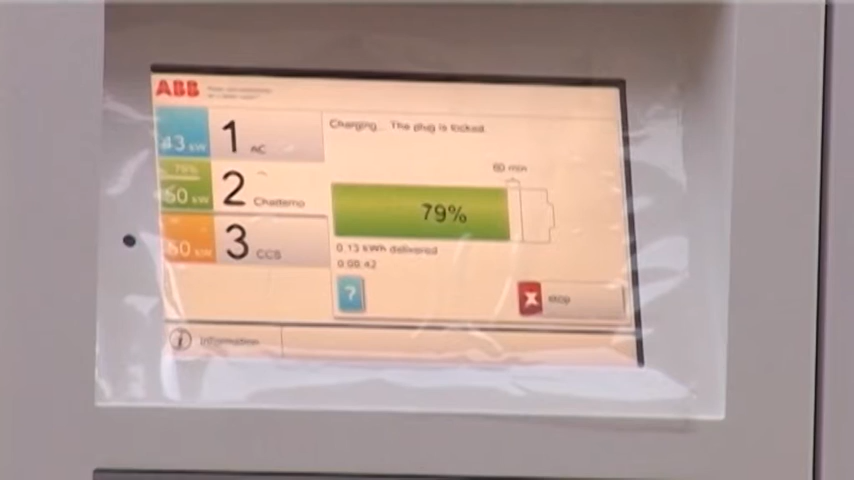 ABB
43 kW
1 AC
79%
50 kW
2 Chademo
50 kW
3 CCS
Charging... The plug is locked.
60 min
79%
0.13 kWh delivered
0:00:42
?
X stop
i Information